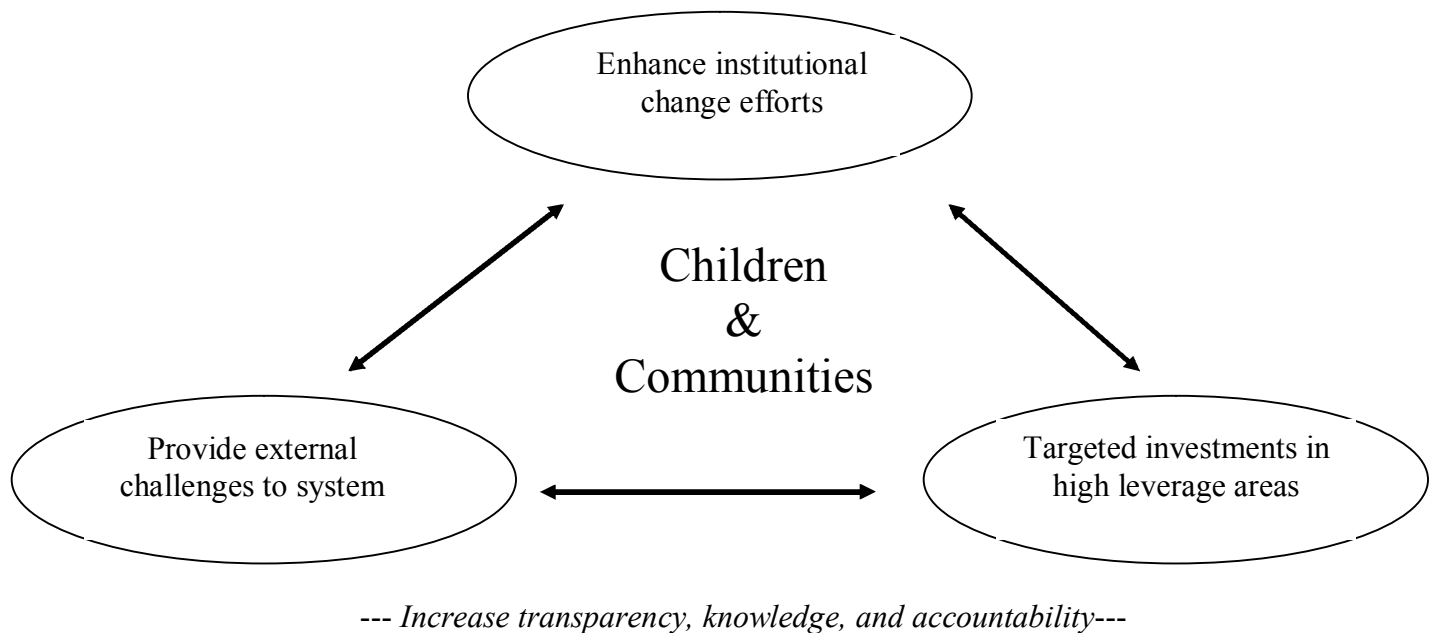 Enhance institutional
change efforts
Children
&
Communities
Provide external
challenges to system
Targeted investments in
high leverage areas
--- Increase transparency, knowledge, and accountability---